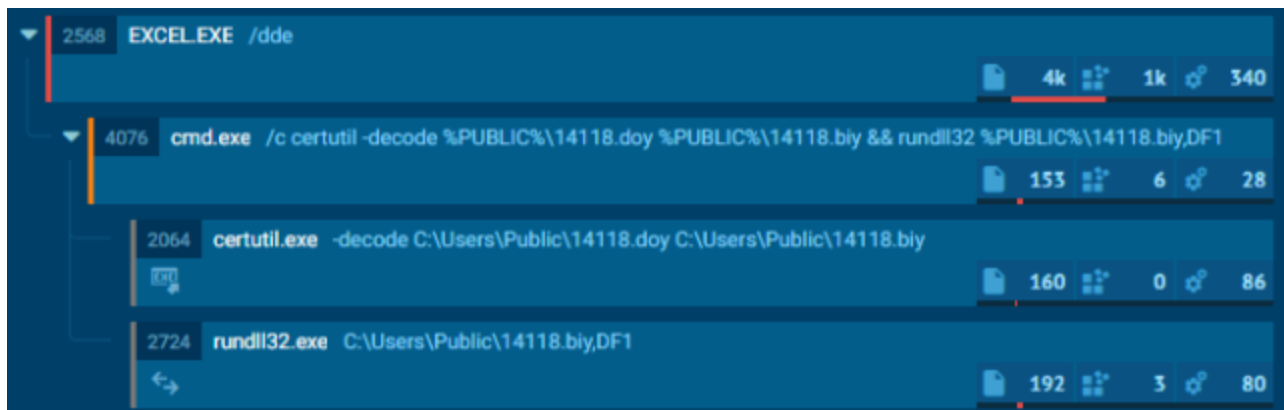 2568 EXCEL.EXE /dde
4k 1k 340
4076 cmd.exe /c certutil -decode %PUBLIC%\14118.doy %PUBLIC%\14118.biy && rundll32 %PUBLIC%\14118.biy,DF1
153 6 28
2064 certutil.exe -decode C:\Users\Public\14118.doy C:\Users\Public\14118.biy
EXE
160 0 86
2724 rundll32.exe C:\Users\Public\14118.biy,DF1
192 3 80